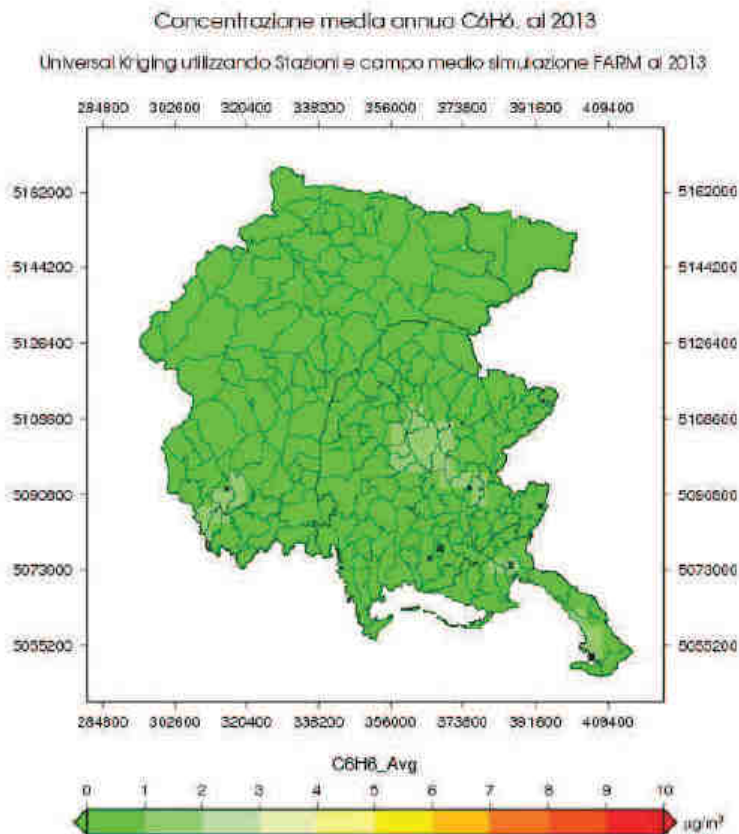 Concentrazione media annua C6H6, al 2013
Universal Kriging utilizzando Stazioni e campo medio simulazione FARM al 2013
284800 302600 320400 338200 356000 373800 391600 409400
5162000 5162000
5144200 5144200
5126400 5126400
5108600 5108600
5090800 5090800
5073000 5073000
5055200 5055200
284800 302600 320400 338200 356000 373800 391600 409400
C6H6_Avg
0 1 2 3 4 5 6 7 8 9 10
µg/m³